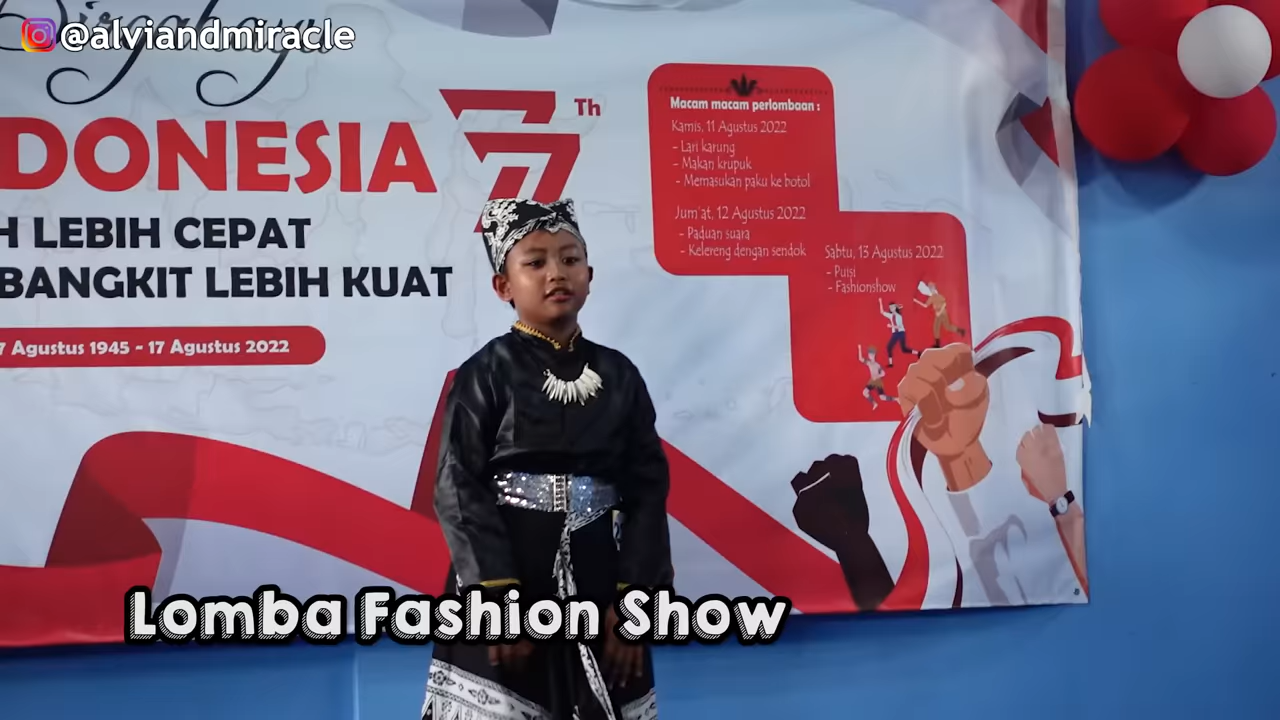 @alviandmiracle
Dirgahayu
DONESIA
77 Th
H LEBIH CEPAT
BANGKIT LEBIH KUAT
7 Agustus 1945 - 17 Agustus 2022
Macam macam perlombaan :
Kamis, 11 Agustus 2022
- Lari karung
- Makan krupuk
- Memasukan paku ke botol
Jum'at, 12 Agustus 2022
- Paduan suara
- Kelereng dengan sendok
Sabtu, 13 Agustus 2022
- Puisi
- Fashionshow
Lomba Fashion Show